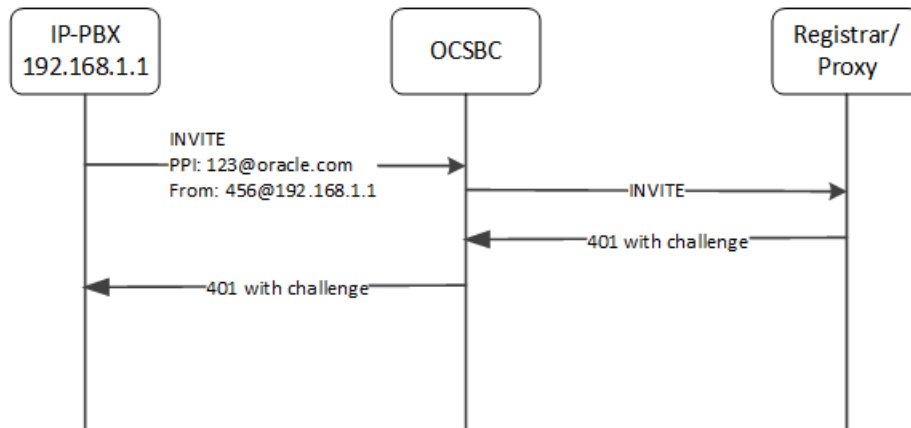 IP-PBX
192.168.1.1
OCSBC
Registrar/
Proxy
INVITE
PPI: 123@oracle.com
From: 456@192.168.1.1
INVITE
401 with challenge
401 with challenge